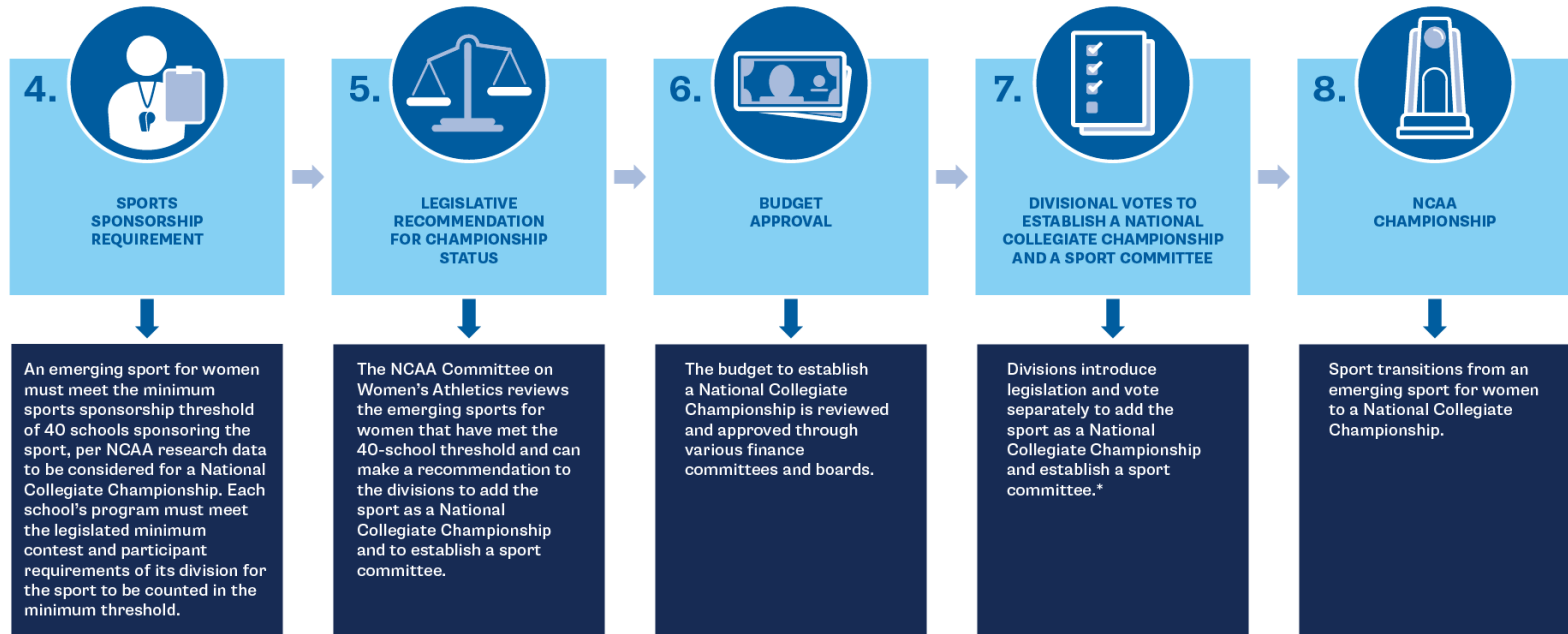 4.
SPORTS
SPONSORSHIP
REQUIREMENT
An emerging sport for women
must meet the minimum
sports sponsorship threshold
of 40 schools sponsoring the
sport, per NCAA research data
to be considered for a National
Collegiate Championship. Each
school’s program must meet
the legislated minimum
contest and participant
requirements of its division for
the sport to be counted in the
minimum threshold.
5.
LEGISLATIVE
RECOMMENDATION
FOR CHAMPIONSHIP
STATUS
The NCAA Committee on
Women’s Athletics reviews
the emerging sports for
women that have met the
40-school threshold and can
make a recommendation to
the divisions to add the
sport as a National
Collegiate Championship
and to establish a sport
committee.
6.
BUDGET
APPROVAL
The budget to establish
a National Collegiate
Championship is reviewed
and approved through
various finance
committees and boards.
7.
DIVISIONAL VOTES TO
ESTABLISH A NATIONAL
COLLEGIATE CHAMPIONSHIP
AND A SPORT COMMITTEE
Divisions introduce
legislation and vote
separately to add the
sport as a National
Collegiate Championship
and establish a sport
committee.*
8.
NCAA
CHAMPIONSHIP
Sport transitions from an
emerging sport for women
to a National Collegiate
Championship.